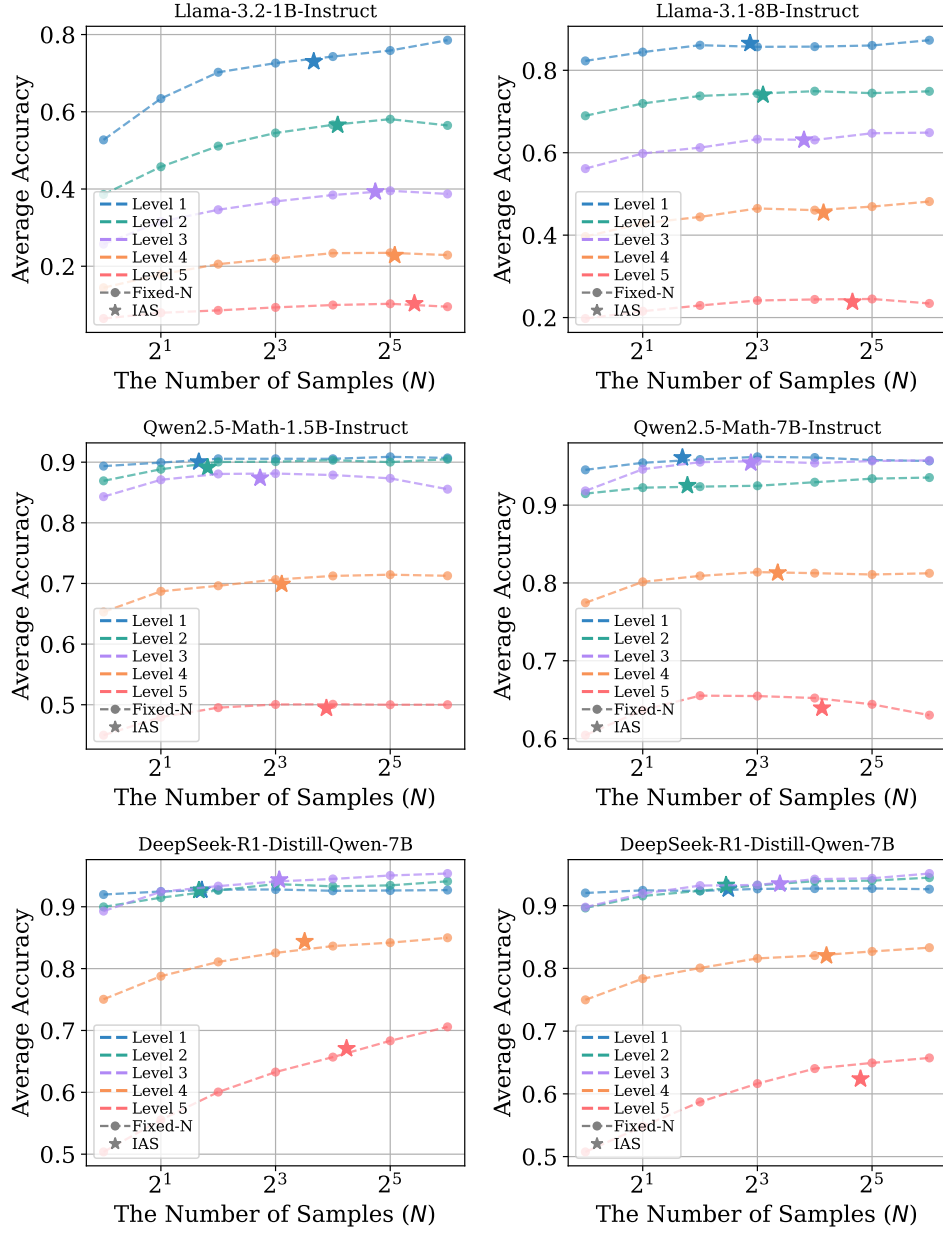 Llama-3.2-1B-Instruct
Average Accuracy
0.8
0.6
0.4
0.2
Level 1
Level 2
Level 3
Level 4
Level 5
Fixed-N
IAS
2^1 2^3 2^5
The Number of Samples (N)
Llama-3.1-8B-Instruct
Average Accuracy
0.8
0.6
0.4
0.2
Level 1
Level 2
Level 3
Level 4
Level 5
Fixed-N
IAS
2^1 2^3 2^5
The Number of Samples (N)
Qwen2.5-Math-1.5B-Instruct
Average Accuracy
0.9
0.8
0.7
0.6
0.5
Level 1
Level 2
Level 3
Level 4
Level 5
Fixed-N
IAS
2^1 2^3 2^5
The Number of Samples (N)
Qwen2.5-Math-7B-Instruct
Average Accuracy
0.9
0.8
0.7
0.6
Level 1
Level 2
Level 3
Level 4
Level 5
Fixed-N
IAS
2^1 2^3 2^5
The Number of Samples (N)
DeepSeek-R1-Distill-Qwen-7B
Average Accuracy
0.9
0.8
0.7
0.6
0.5
Level 1
Level 2
Level 3
Level 4
Level 5
Fixed-N
IAS
2^1 2^3 2^5
The Number of Samples (N)
DeepSeek-R1-Distill-Qwen-7B
Average Accuracy
0.9
0.8
0.7
0.6
0.5
Level 1
Level 2
Level 3
Level 4
Level 5
Fixed-N
IAS
2^1 2^3 2^5
The Number of Samples (N)